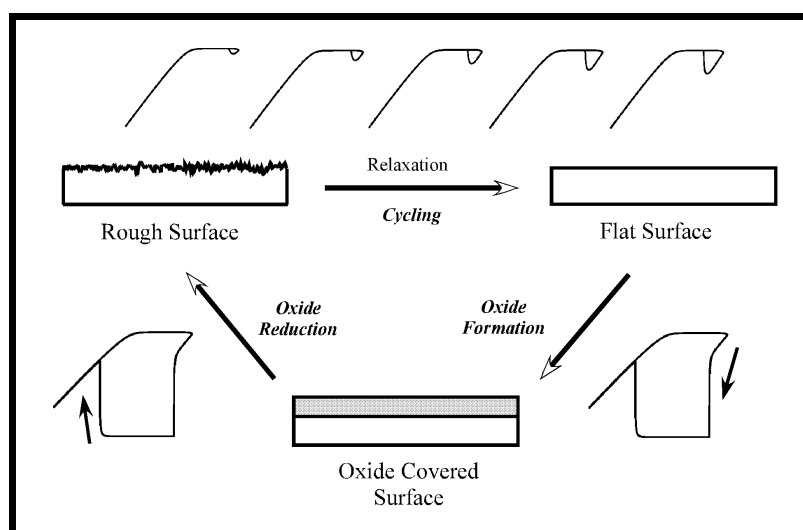 Relaxation
Cycling
Rough Surface
Flat Surface
Oxide
Reduction
Oxide
Formation
Oxide Covered
Surface